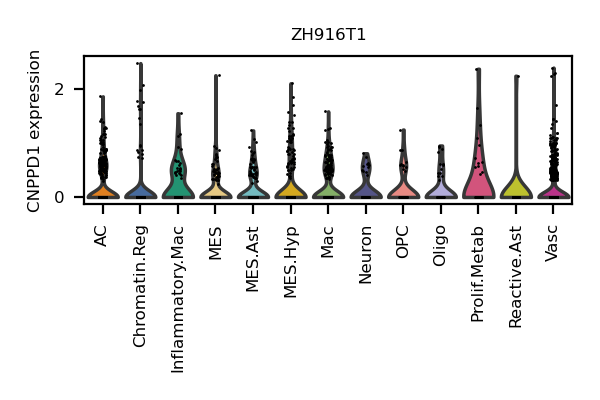 ZH916T1
CNPPD1 expression
2
0
AC
Chromatin.Reg
Inflammatory.Mac
MES
MES.Ast
MES.Hyp
Mac
Neuron
OPC
Oligo
Prolif.Metab
Reactive.Ast
Vasc